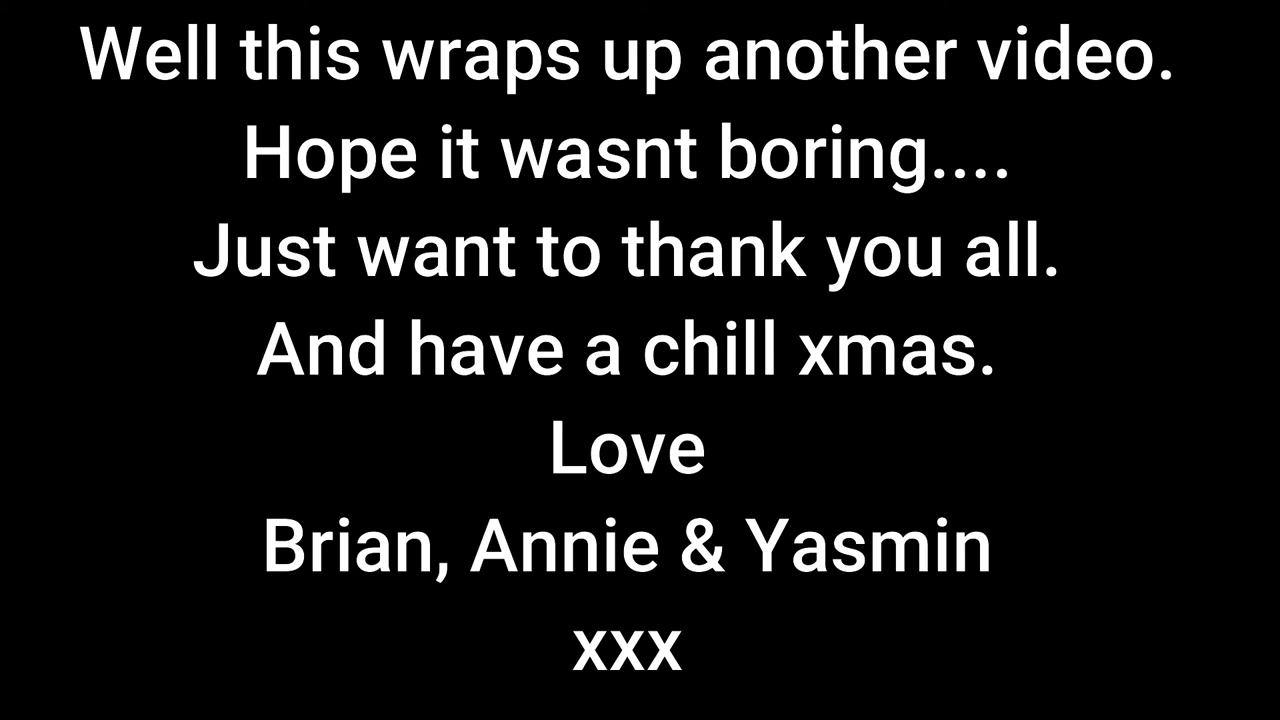 Well this wraps up another video.
Hope it wasnt boring....
Just want to thank you all.
And have a chill xmas.
Love
Brian, Annie & Yasmin
xxx